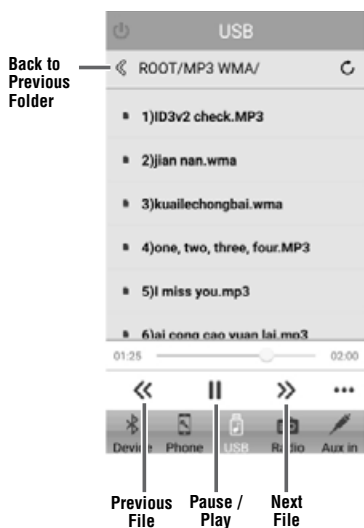 USB
Back to
Previous
Folder
ROOT/MP3 WMA/
1)ID3v2 check.MP3
2)jian nan.wma
3)kuailechongbai.wma
4)one, two, three, four.MP3
5)I miss you.mp3
6)ai cong cao yuan lai.mp3
01:25
02:00
Device Phone USB Radio Aux in
Previous
File
Pause /
Play
Next
File